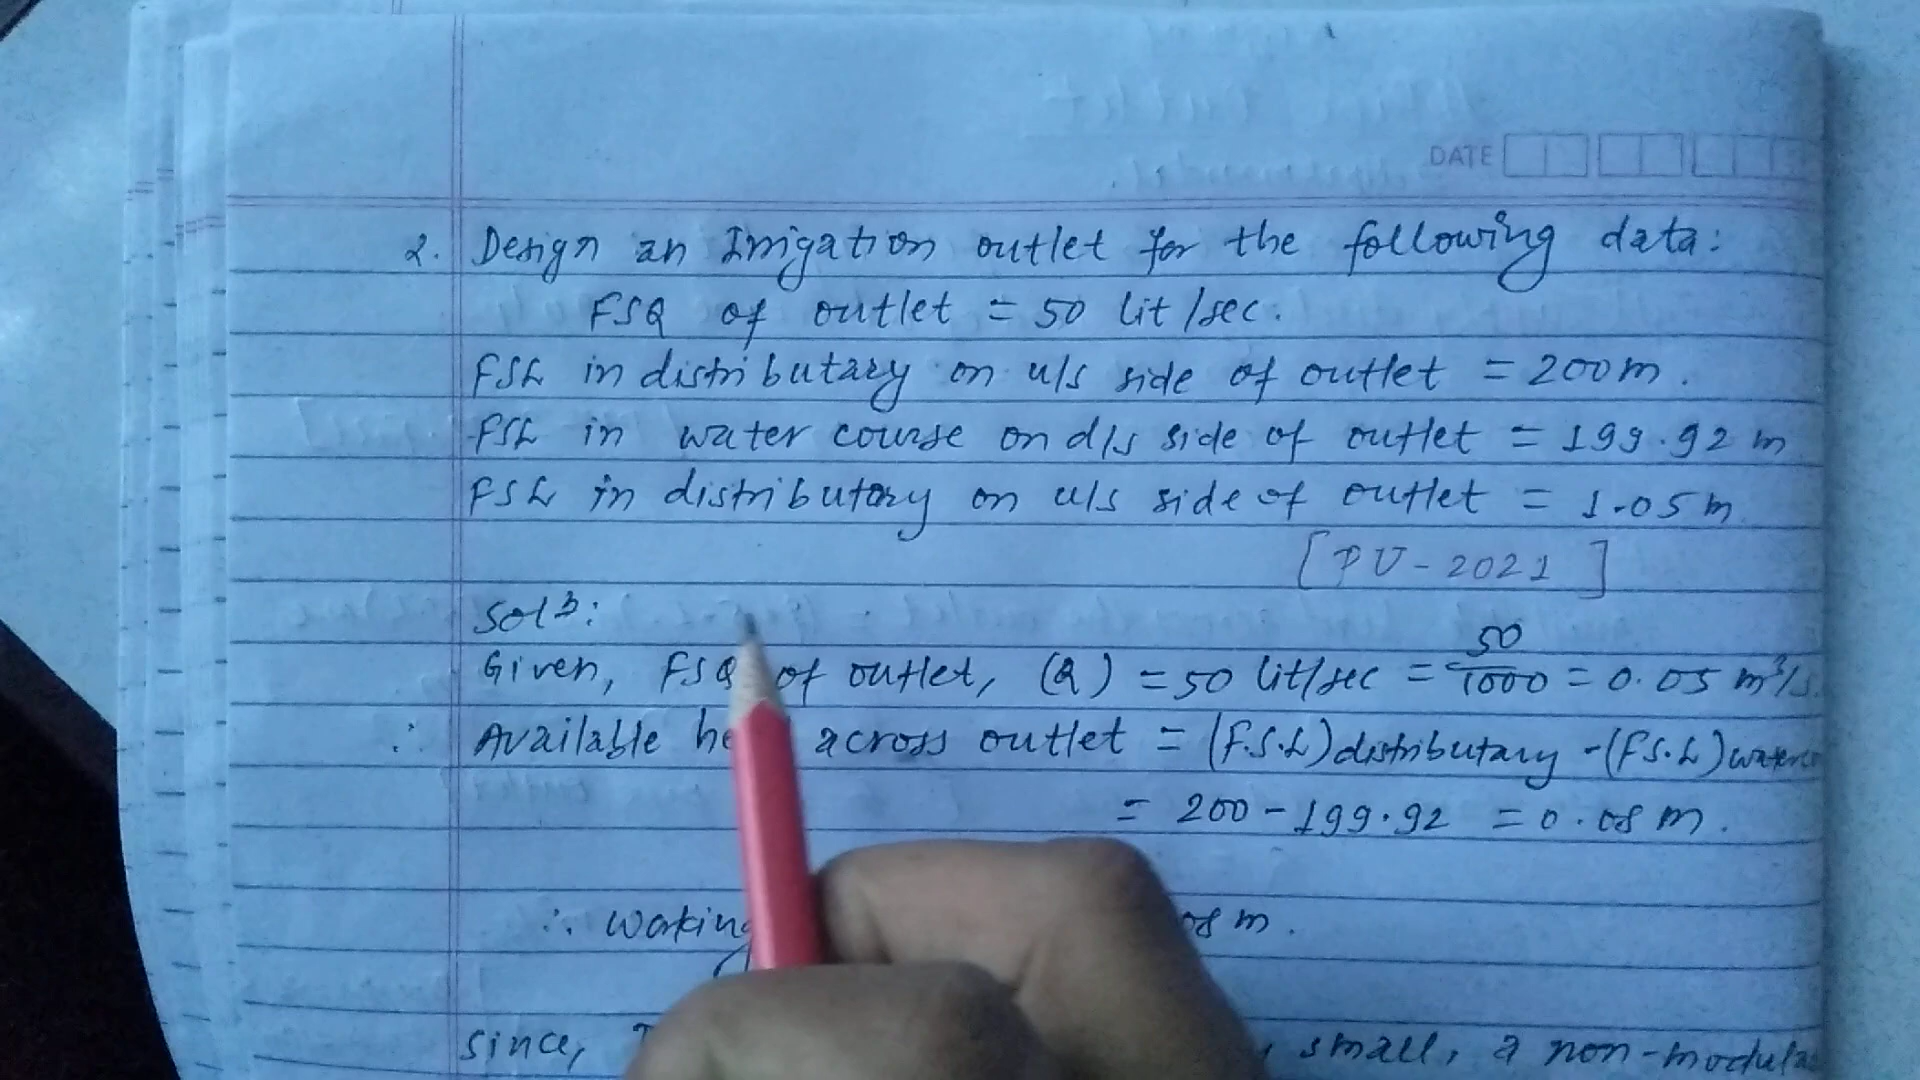 DATE
2. Design an Irrigation outlet for the following data:
FSQ of outlet = 50 lit/sec.
FSL in distributary on u/s side of outlet = 200m.
FSL in water course on d/s side of outlet = 199.92 m
FSL in distributory on u/s side of outlet = 1.05 m
[PU-2021]
Solⁿ:
Given, FSQ of outlet, (Q) = 50 lit/sec = 50/1000 = 0.05 m³/s.
∴ Available across outlet = (F.S.L) distributary - (F.S.L)
= 200 - 199.92 = 0.08 m.
∴ working m.
since, small, a non-modula